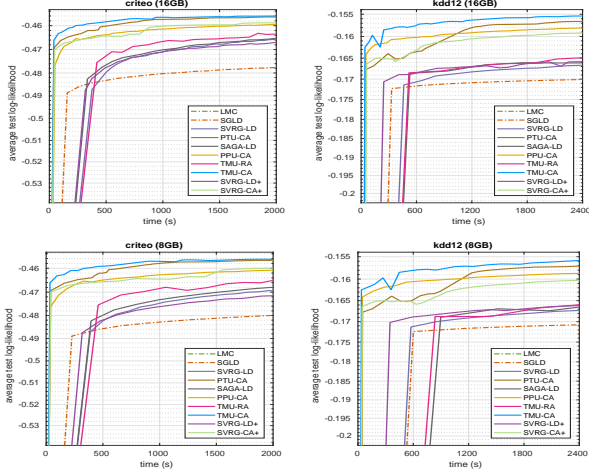 criteo (16GB)
average test log-likelihood
-0.46
-0.47
-0.48
-0.49
-0.5
-0.51
-0.52
-0.53
0
500
1000
1500
2000
time (s)
LMC
SGLD
SVRG-LD
PTU-CA
SAGA-LD
PPU-CA
TMU-RA
TMU-CA
SVRG-LD+
SVRG-CA+
kdd12 (16GB)
average test log-likelihood
-0.155
-0.16
-0.165
-0.17
-0.175
-0.18
-0.185
-0.19
-0.195
-0.2
0
600
1200
1800
2400
time (s)
LMC
SGLD
SVRG-LD
PTU-CA
SAGA-LD
PPU-CA
TMU-RA
TMU-CA
SVRG-LD+
SVRG-CA+
criteo (8GB)
average test log-likelihood
-0.46
-0.47
-0.48
-0.49
-0.5
-0.51
-0.52
-0.53
0
500
1000
1500
2000
time (s)
LMC
SGLD
SVRG-LD
PTU-CA
SAGA-LD
PPU-CA
TMU-RA
TMU-CA
SVRG-LD+
SVRG-CA+
kdd12 (8GB)
average test log-likelihood
-0.155
-0.16
-0.165
-0.17
-0.175
-0.18
-0.185
-0.19
-0.195
-0.2
0
600
1200
1800
2400
time (s)
LMC
SGLD
SVRG-LD
PTU-CA
SAGA-LD
PPU-CA
TMU-RA
TMU-CA
SVRG-LD+
SVRG-CA+